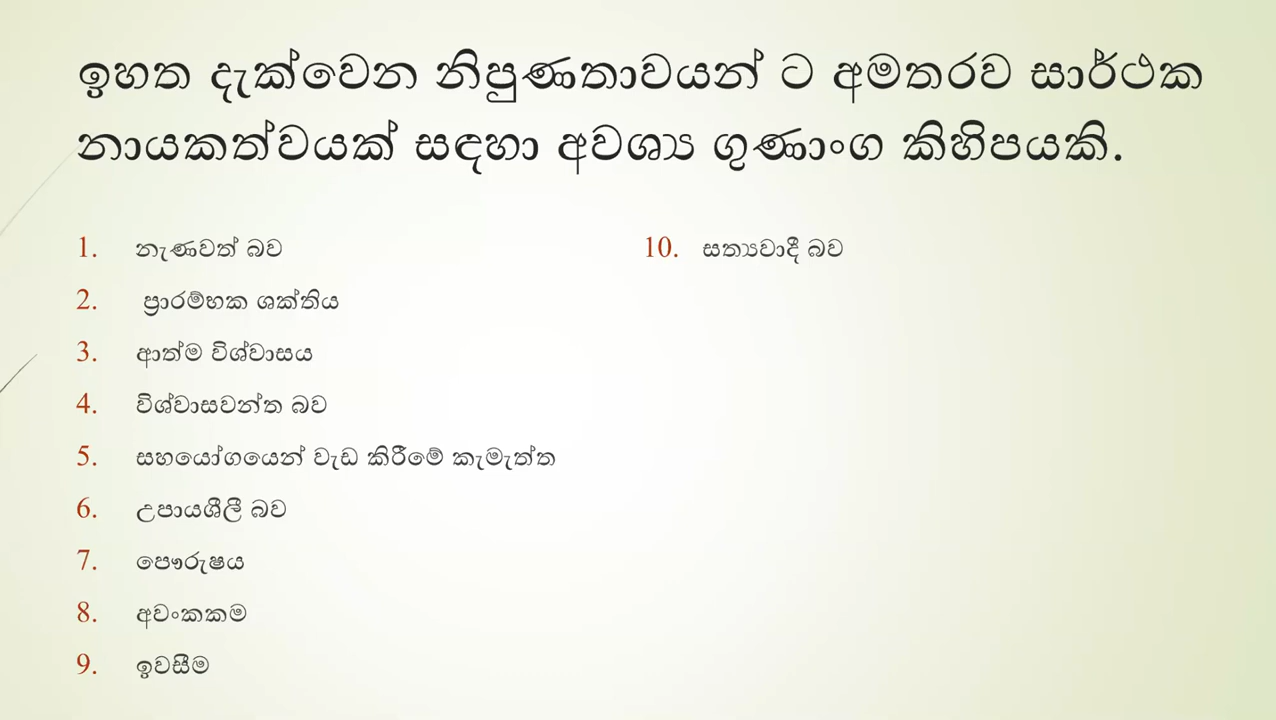 ඉහත දැක්වෙන නිපුණතාවයන් ට අමතරව සාර්ථක
නායකත්වයක් සඳහා අවශ්‍ය ගුණාංග කිහිපයකි.
1. නැණවත් බව
2. ප්‍රාරම්භක ශක්තිය
3. ආත්ම විශ්වාසය
4. විශ්වාසවන්ත බව
5. සහයෝගයෙන් වැඩ කිරීමේ කැමැත්ත
6. උපායශීලී බව
7. පෞරුෂය
8. අවංකකම
9. ඉවසීම
10. සත්‍යවාදී බව